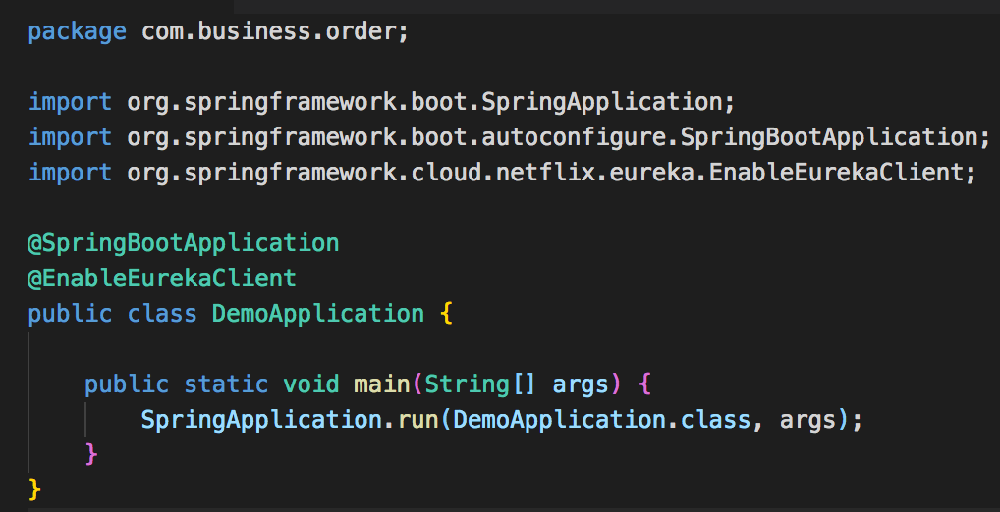 package com.business.order;
import org.springframework.boot.SpringApplication;
import org.springframework.boot.autoconfigure.SpringBootApplication;
import org.springframework.cloud.netflix.eureka.EnableEurekaClient;
@SpringBootApplication
@EnableEurekaClient
public class DemoApplication {
    public static void main(String[] args) {
        SpringApplication.run(DemoApplication.class, args);
    }
}